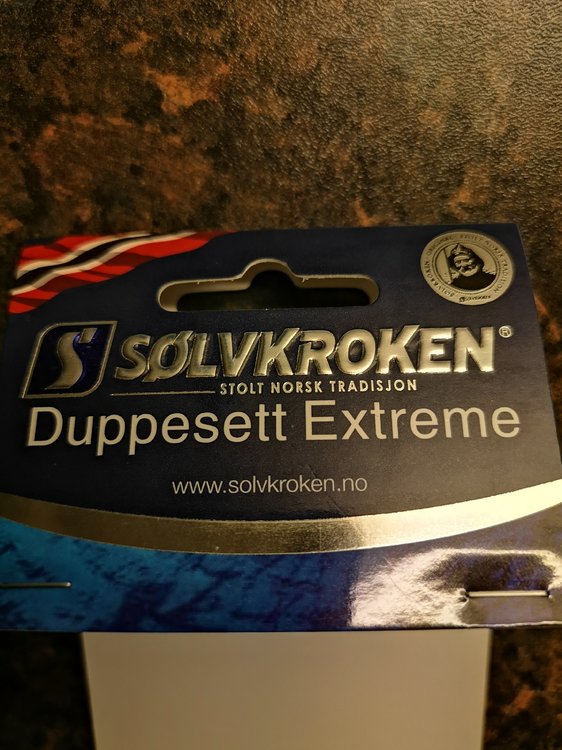 SØLVKROKEN®
STOLT NORSK TRADISJON
Duppesett Extreme
www.solvkroken.no